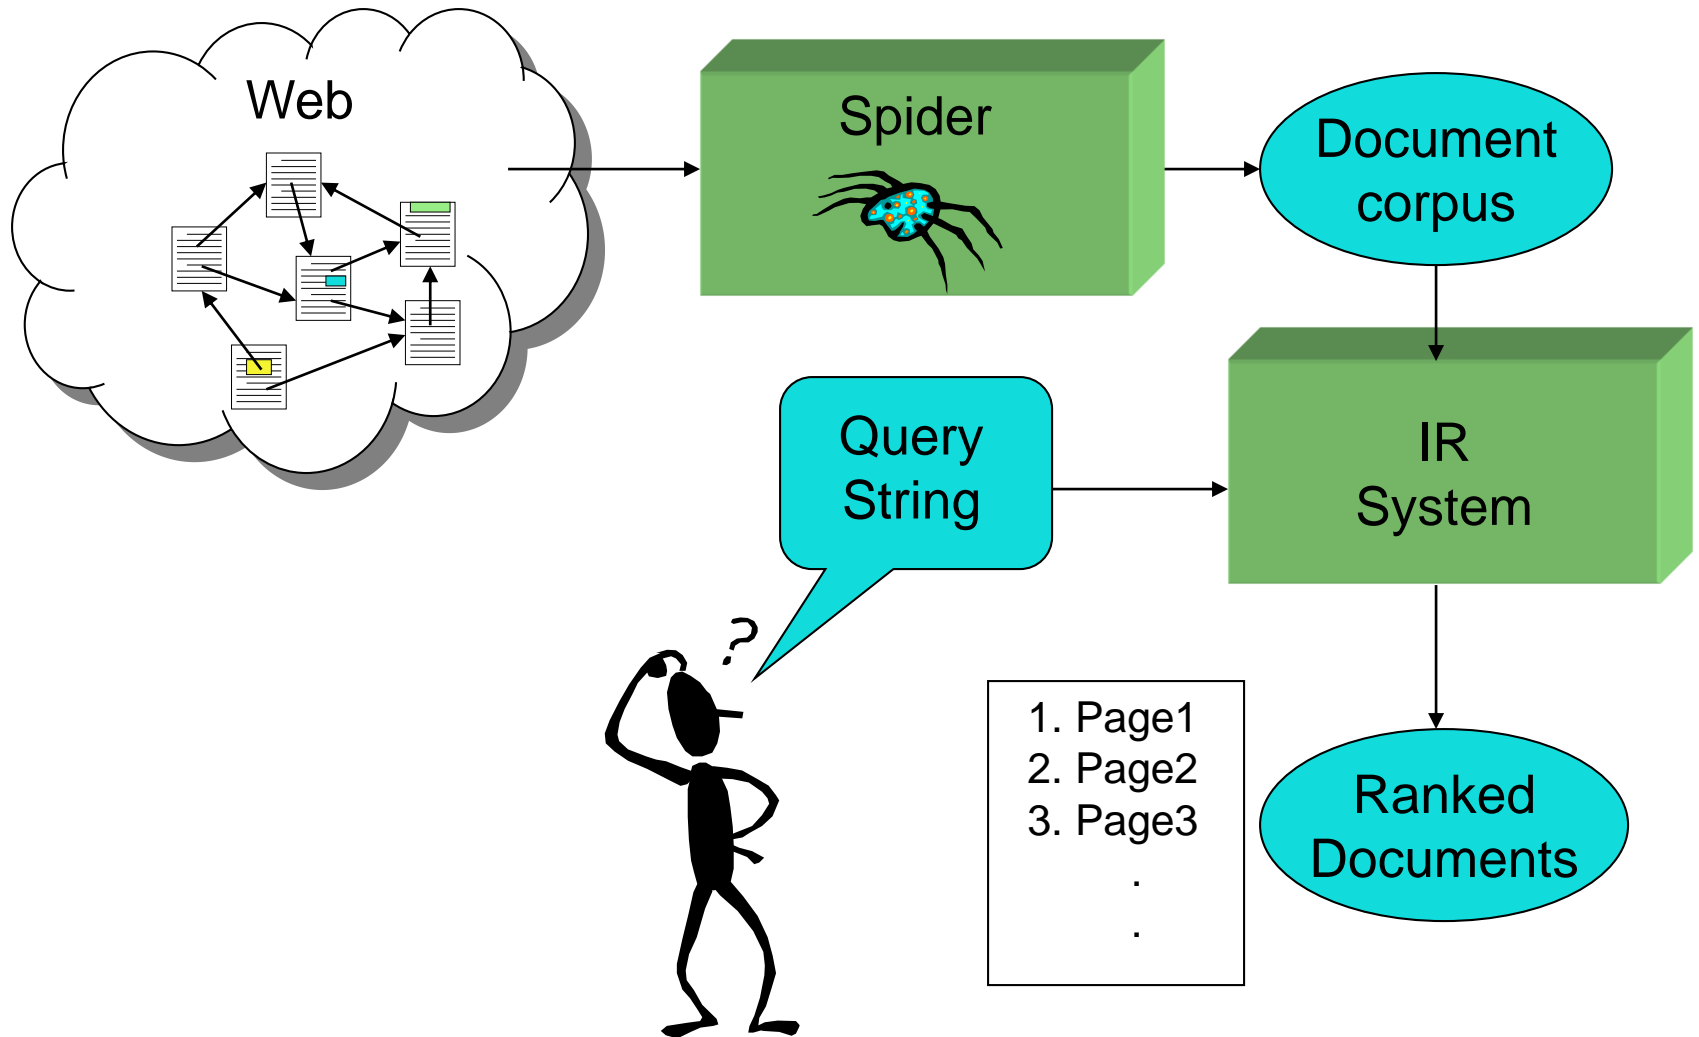 Web
Spider
Document
corpus
Query
String
IR
System
?
1. Page1
2. Page2
3. Page3
.
.
Ranked
Documents